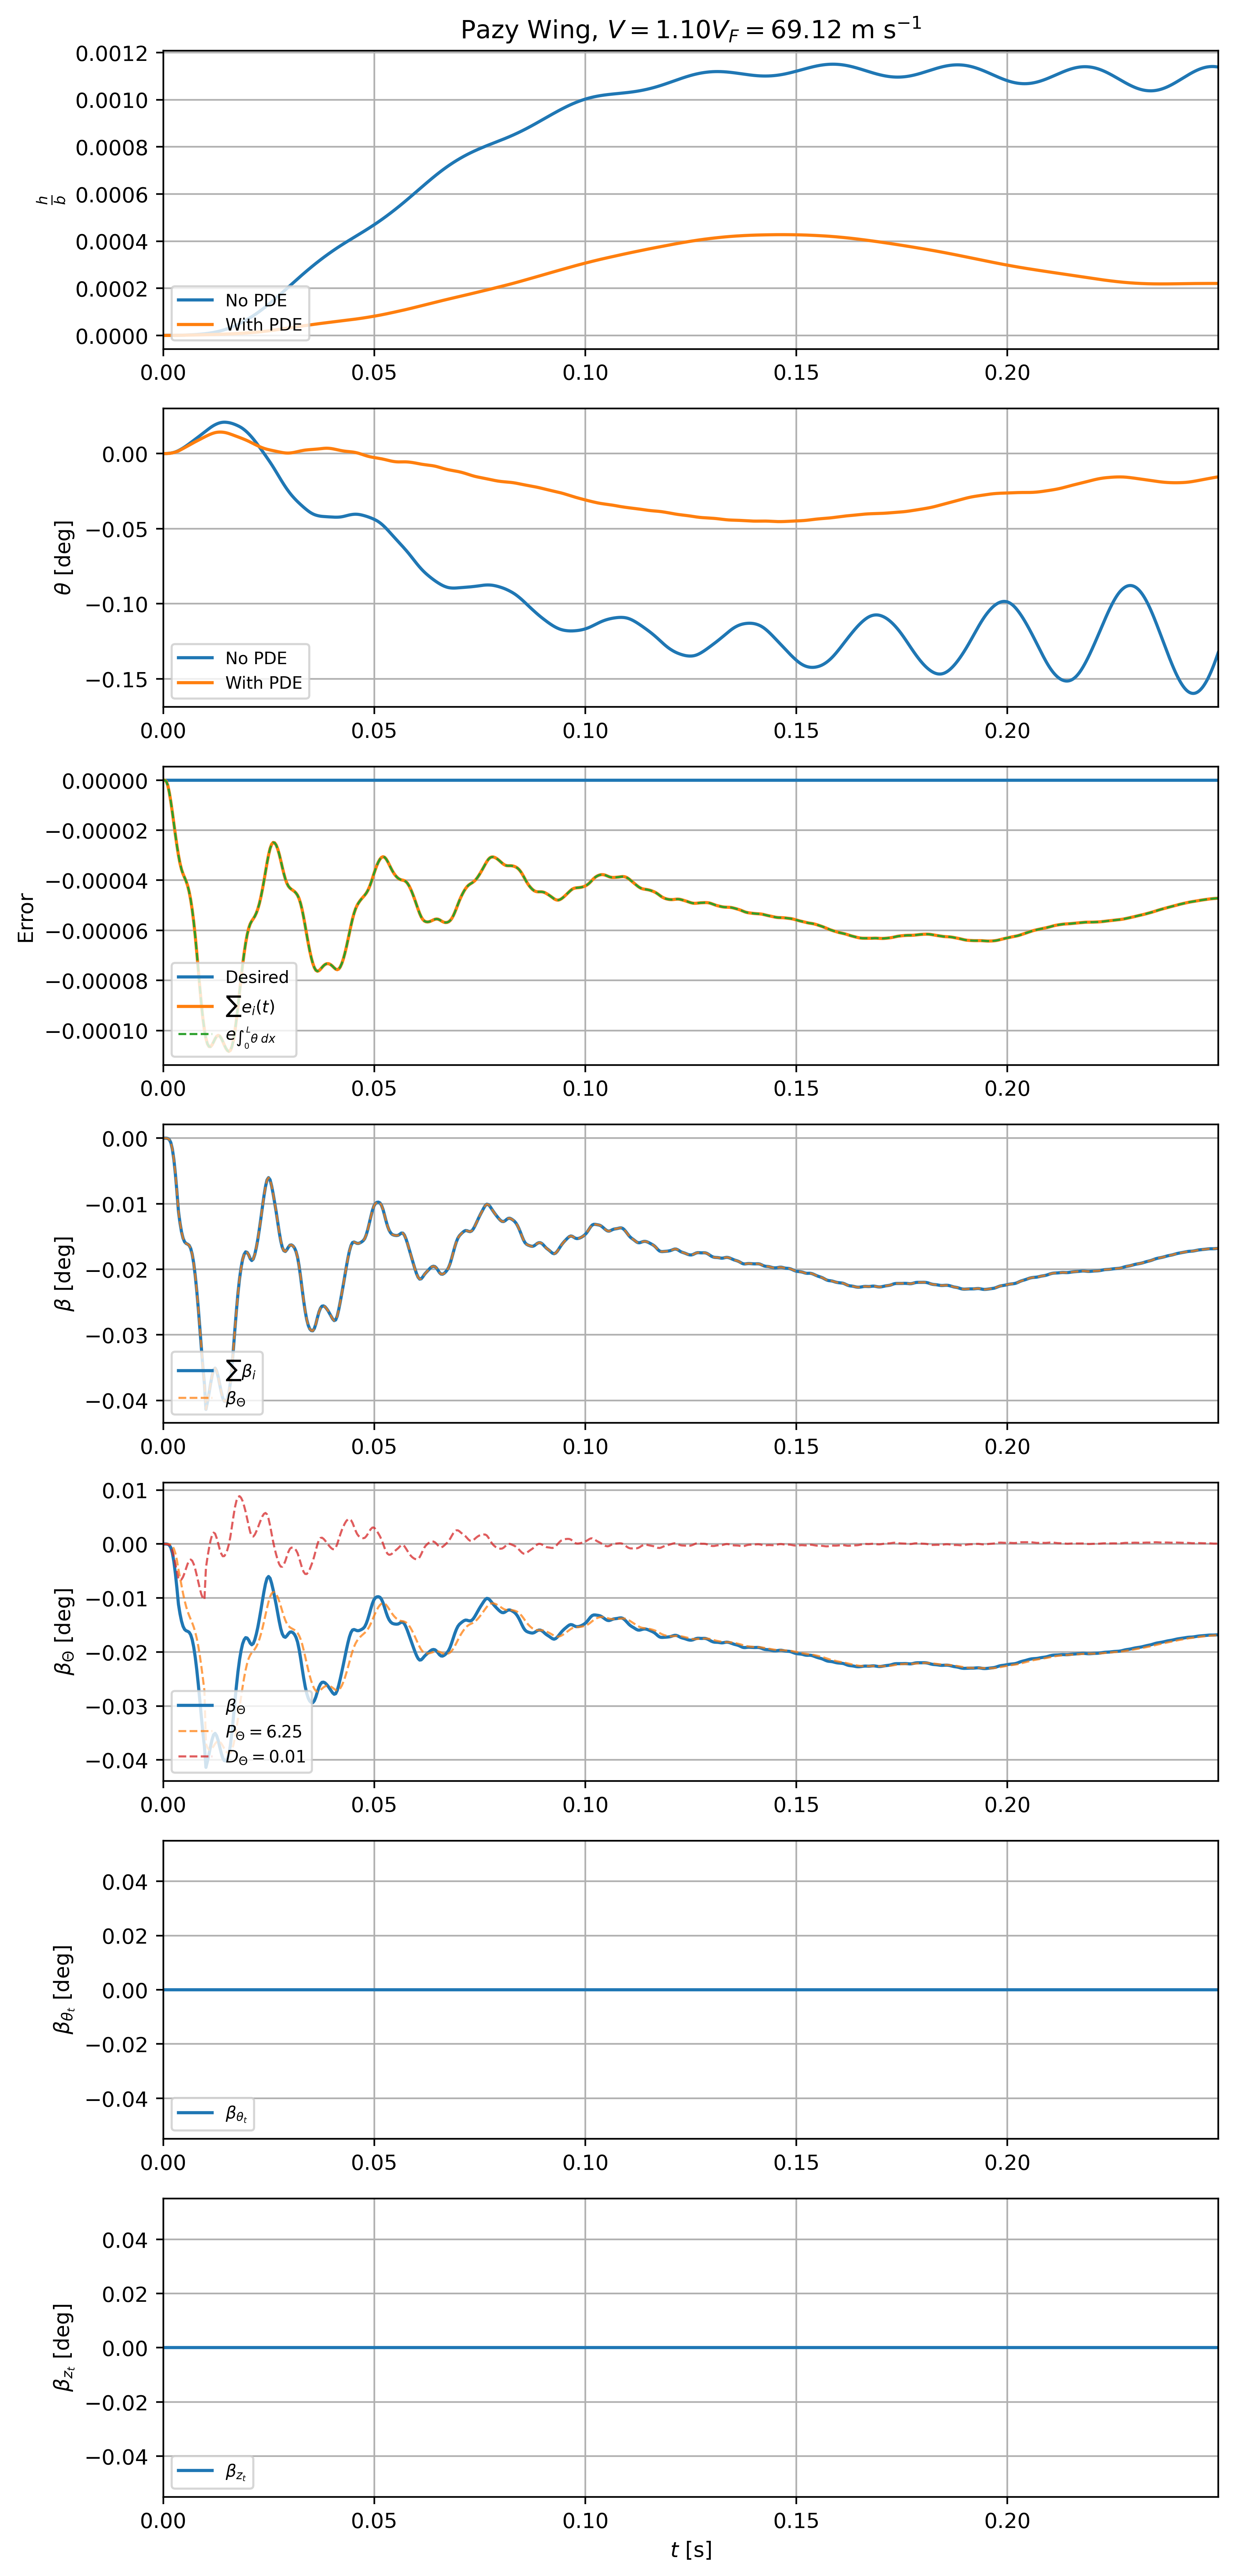 Pazy Wing, V = 1.10V_F = 69.12 m s⁻¹
h/b
0.0012
0.0010
0.0008
0.0006
0.0004
0.0002
0.0000
No PDE
With PDE
0.00 0.05 0.10 0.15 0.20
θ [deg]
0.00
−0.05
−0.10
−0.15
No PDE
With PDE
0.00 0.05 0.10 0.15 0.20
Error
0.00000
−0.00002
−0.00004
−0.00006
−0.00008
−0.00010
Desired
∑e_i(t)
e_{∫_0^L θ dx}
0.00 0.05 0.10 0.15 0.20
β [deg]
0.00
−0.01
−0.02
−0.03
−0.04
∑β_i
β_Θ
0.00 0.05 0.10 0.15 0.20
β_Θ [deg]
0.01
0.00
−0.01
−0.02
−0.03
−0.04
β_Θ
P_Θ = 6.25
D_Θ = 0.01
0.00 0.05 0.10 0.15 0.20
β_{θ_t} [deg]
0.04
0.02
0.00
−0.02
−0.04
β_{θ_t}
0.00 0.05 0.10 0.15 0.20
β_{z_t} [deg]
0.04
0.02
0.00
−0.02
−0.04
β_{z_t}
0.00 0.05 0.10 0.15 0.20
t [s]